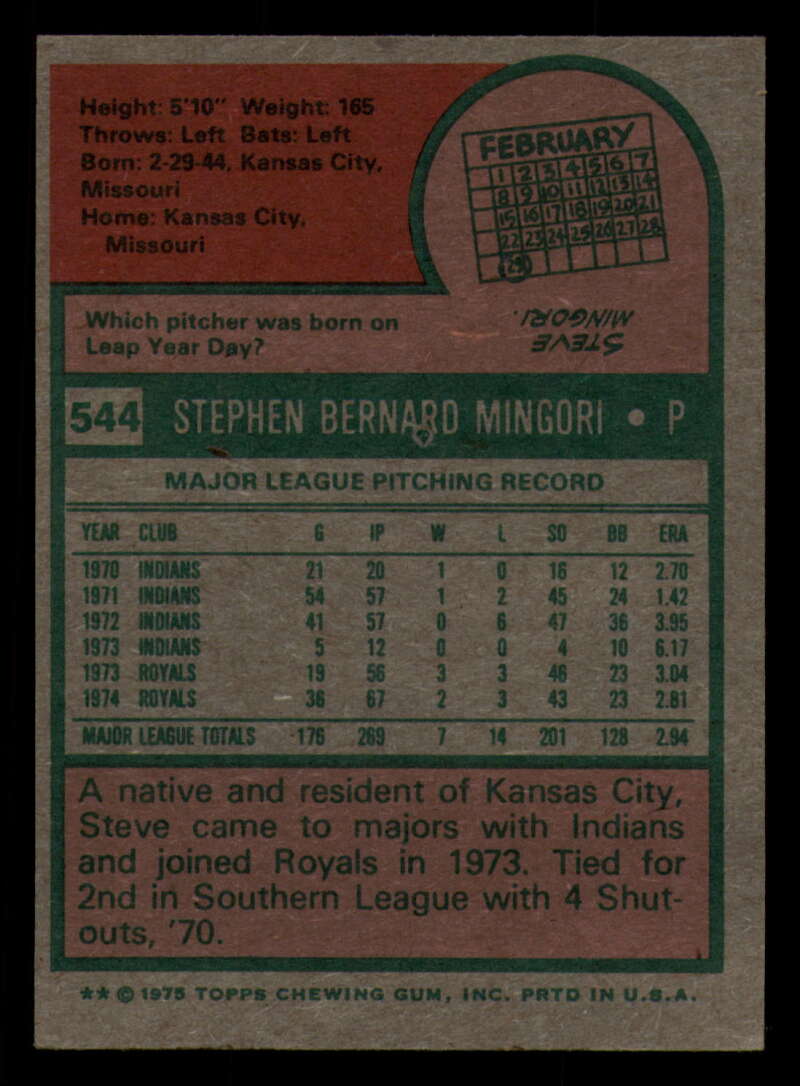 Height: 5'10" Weight: 165
Throws: Left Bats: Left
Born: 2-29-44, Kansas City,
Missouri
Home: Kansas City,
Missouri
FEBRUARY
1 2 3 4 5 6 7
8 9 10 11 12 13 14
15 16 17 18 19 20 21
22 23 24 25 26 27 28
29
Which pitcher was born on
Leap Year Day?
STEVE
MINGORI.
544 STEPHEN BERNARD MINGORI • P
MAJOR LEAGUE PITCHING RECORD
YEAR CLUB G IP W L SO BB ERA
1970 INDIANS 21 20 1 0 16 12 2.70
1971 INDIANS 54 57 1 2 45 24 1.42
1972 INDIANS 41 57 0 6 47 36 3.95
1973 INDIANS 5 12 0 0 4 10 6.17
1973 ROYALS 19 56 3 3 46 23 3.04
1974 ROYALS 36 67 2 3 43 23 2.81
MAJOR LEAGUE TOTALS 176 269 7 14 201 128 2.94
A native and resident of Kansas City,
Steve came to majors with Indians
and joined Royals in 1973. Tied for
2nd in Southern League with 4 Shut-
outs, '70.
** © 1975 TOPPS CHEWING GUM, INC. PRTD IN U.S.A.